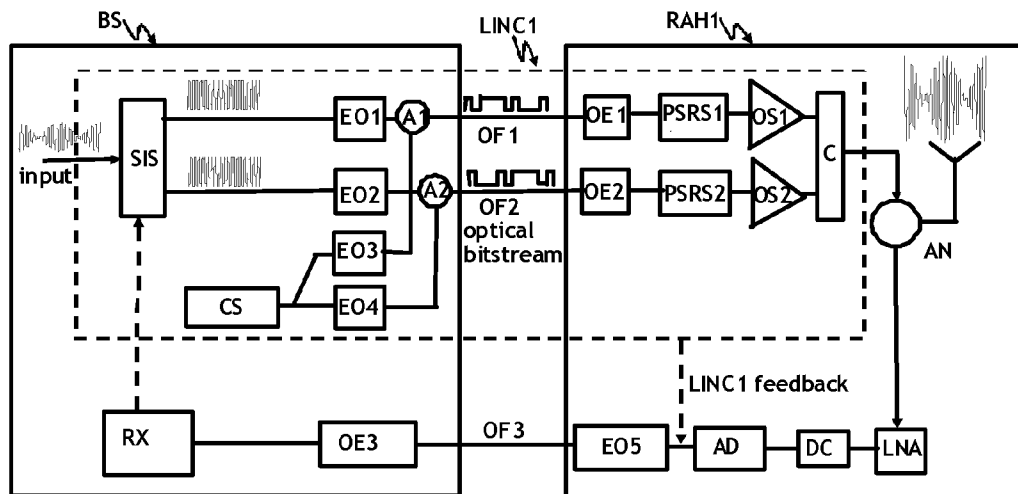 BS
LINC1
RAH1
input
SIS
EO1
A1
OF1
OE1
PSRS1
OS1
C
EO2
A2
OF2
optical
bitstream
OE2
PSRS2
OS2
AN
EO3
CS
EO4
LINC1 feedback
RX
OE3
OF3
EO5
AD
DC
LNA